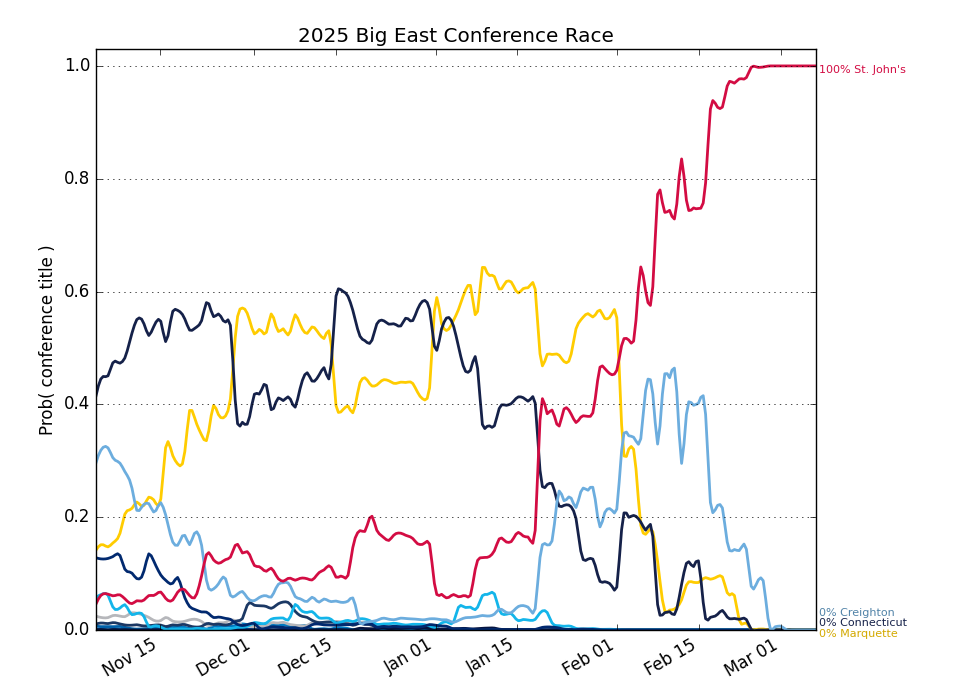 2025 Big East Conference Race
Prob( conference title )
1.0
0.8
0.6
0.4
0.2
0.0
Nov 15
Dec 01
Dec 15
Jan 01
Jan 15
Feb 01
Feb 15
Mar 01
100% St. John's
0% Creighton
0% Connecticut
0% Marquette